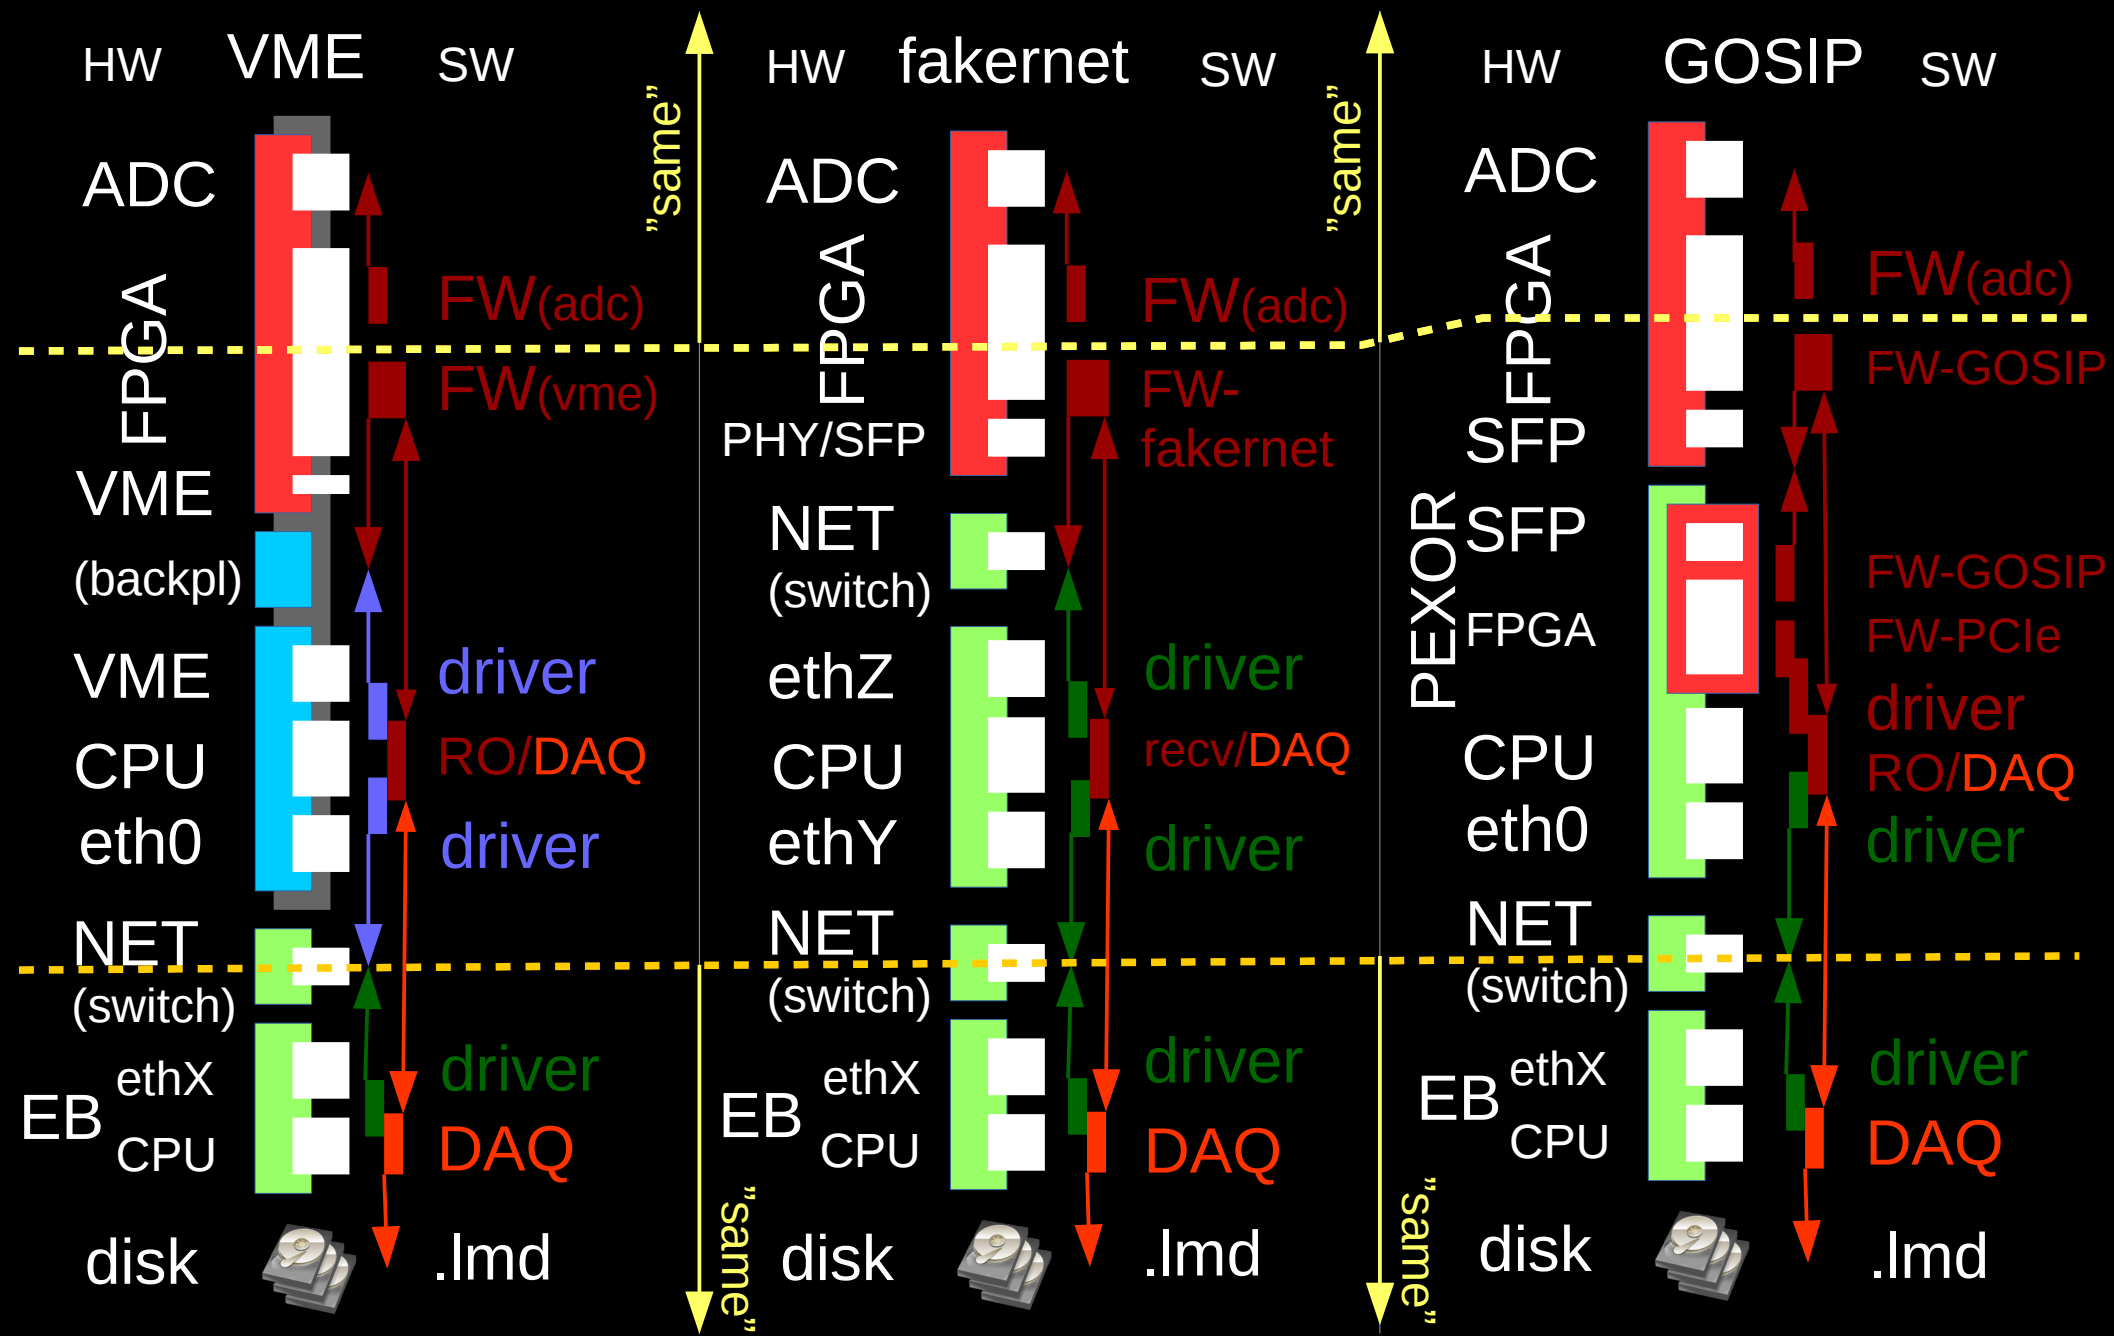 HW VME SW
ADC
FPGA
FW(adc)
FW(vme)
VME
(backpl)
VME
driver
CPU
RO/DAQ
eth0
driver
NET
(switch)
EB
ethX
driver
CPU
DAQ
disk
.lmd
”same”
”same”
HW fakernet SW
ADC
FPGA
FW(adc)
FW-
fakernet
PHY/SFP
NET
(switch)
ethZ
driver
CPU
recv/DAQ
ethY
driver
NET
(switch)
EB
ethX
driver
CPU
DAQ
disk
.lmd
”same”
”same”
HW GOSIP SW
ADC
FPGA
FW(adc)
FW-GOSIP
SFP
PEXOR
SFP
FW-GOSIP
FPGA
FW-PCIe
driver
CPU
RO/DAQ
eth0
driver
NET
(switch)
EB
ethX
driver
CPU
DAQ
disk
.lmd